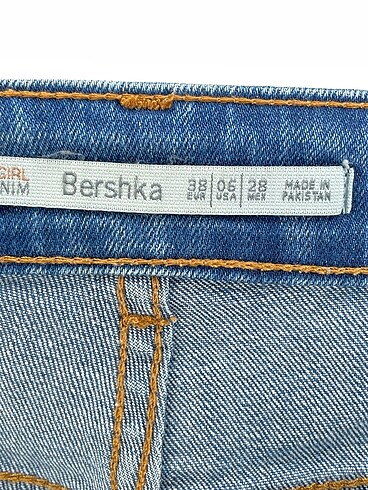 GIRL
NIM
Bershka
38 | 06 | 28
EUR | USA | MEX
MADE IN
PAKISTAN